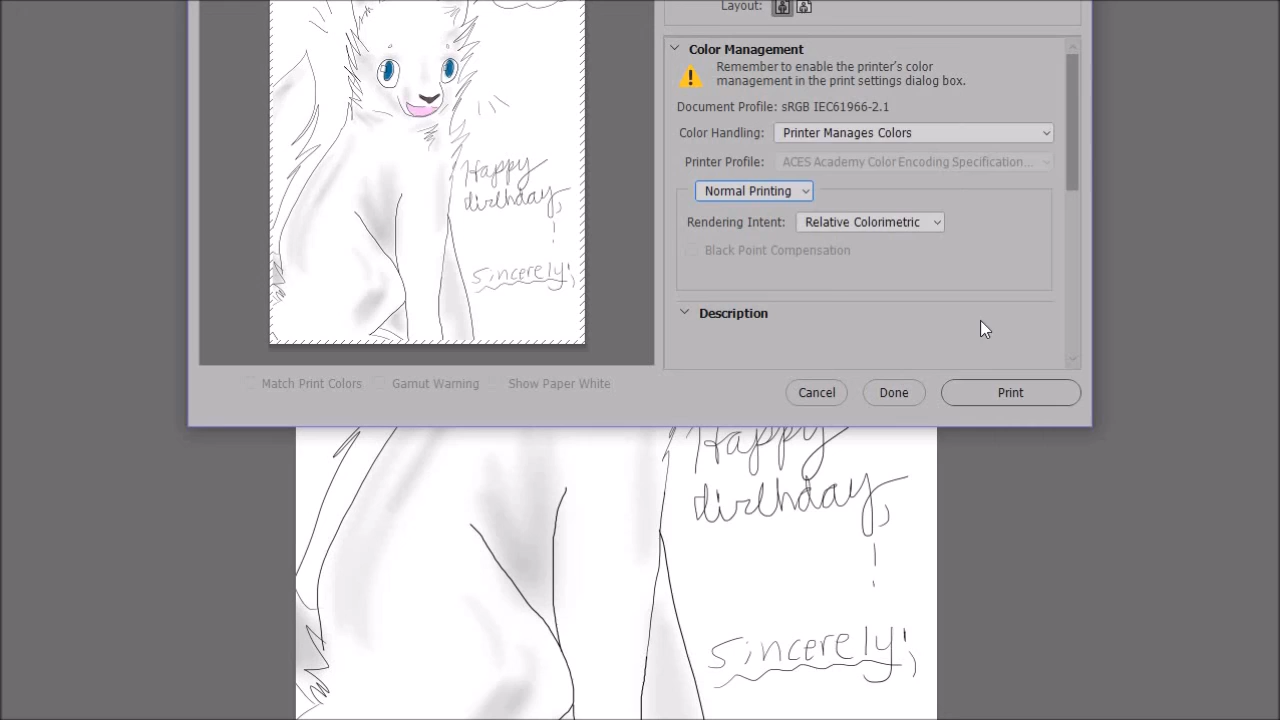 Layout:
Color Management
Remember to enable the printer's color
management in the print settings dialog box.
Document Profile: sRGB IEC61966-2.1
Color Handling: Printer Manages Colors
Printer Profile: ACES Academy Color Encoding Specification...
Normal Printing
Rendering Intent: Relative Colorimetric
Black Point Compensation
Description
Happy
dirthday,
sincerely;
Match Print Colors Gamut Warning Show Paper White
Cancel Done Print
Happy
dirthday,
sincerely;